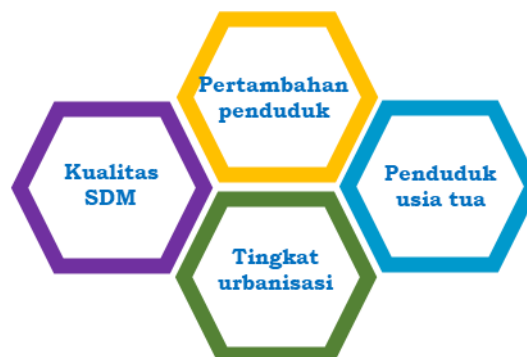 Pertambahan
penduduk
Kualitas
SDM
Penduduk
usia tua
Tingkat
urbanisasi